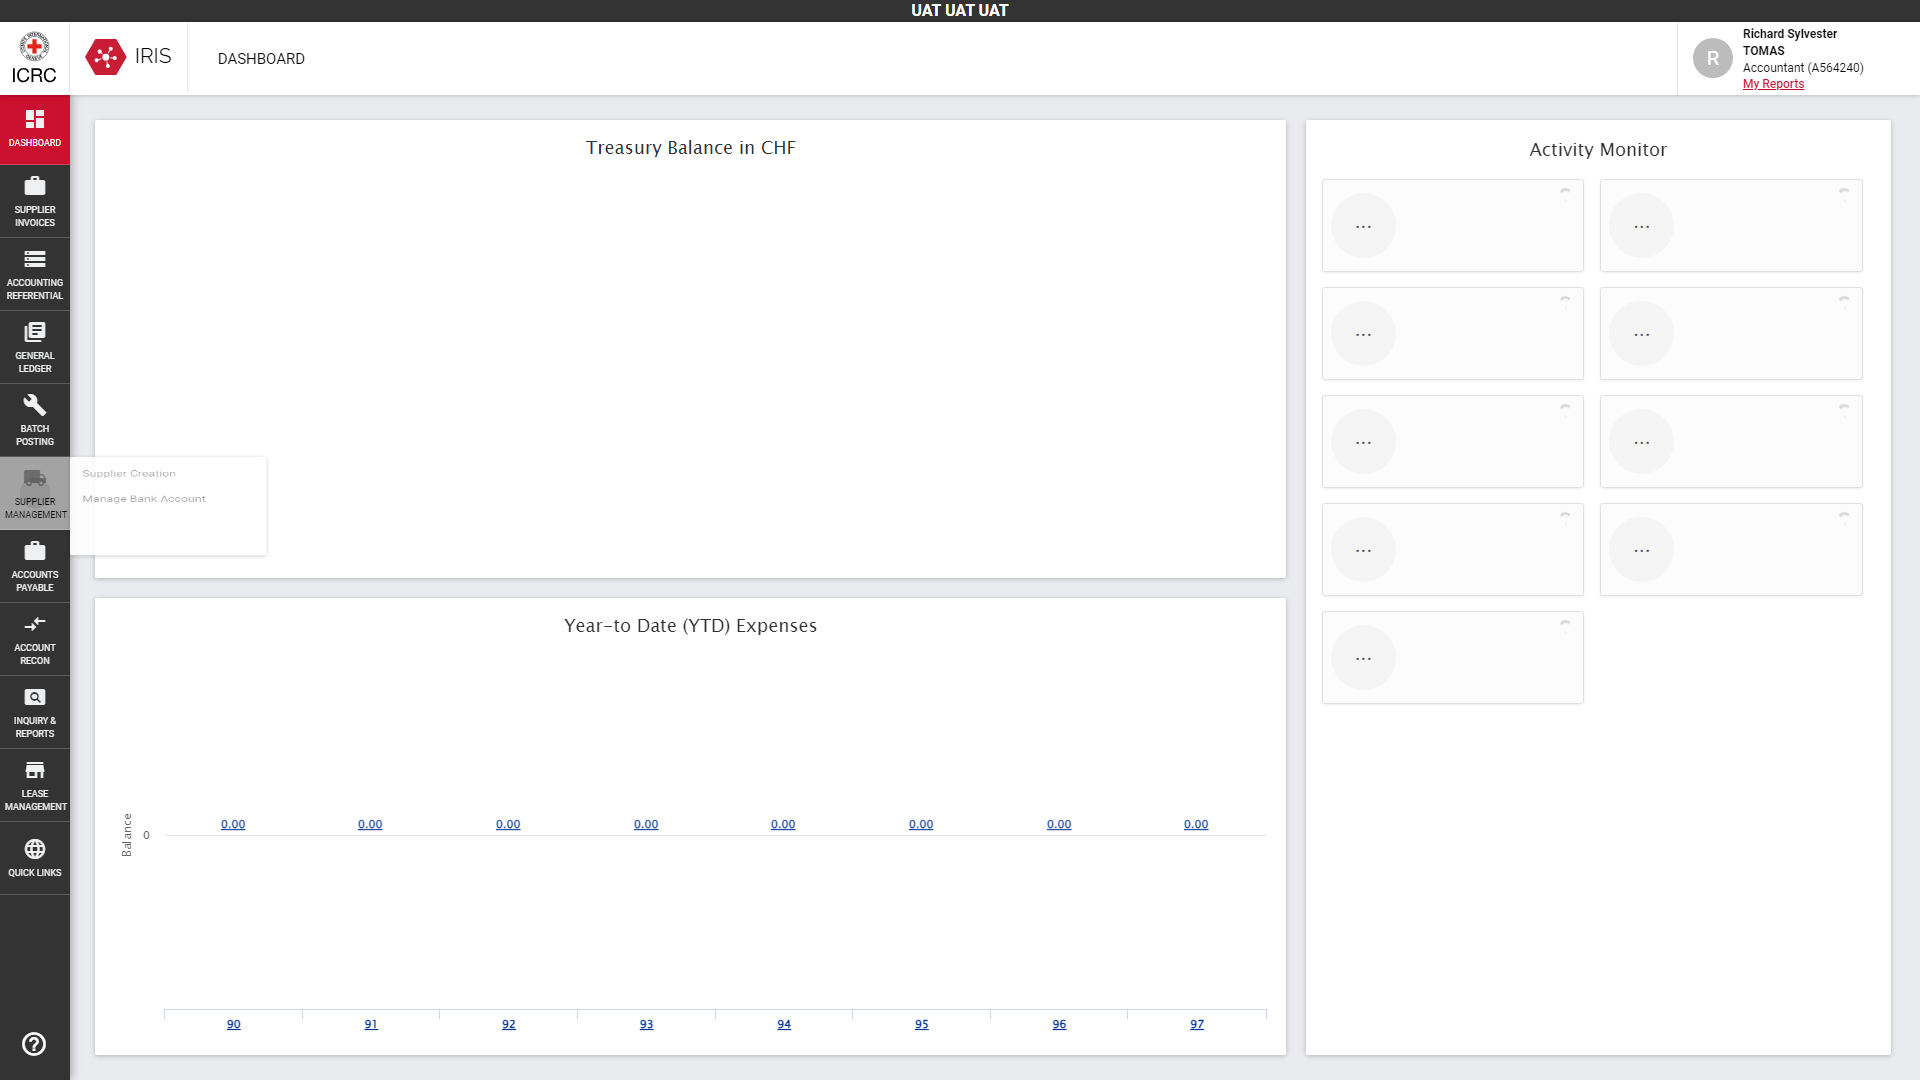 UAT UAT UAT
ICRC
IRIS
DASHBOARD
Richard Sylvester
TOMAS
Accountant (A564240)
My Reports
R
DASHBOARD
SUPPLIER
INVOICES
ACCOUNTING
REFERENTIAL
GENERAL
LEDGER
BATCH
POSTING
SUPPLIER
MANAGEMENT
Supplier Creation
Manage Bank Account
ACCOUNTS
PAYABLE
ACCOUNT
RECON
INQUIRY &
REPORTS
LEASE
MANAGEMENT
QUICK LINKS
Treasury Balance in CHF
Year-to Date (YTD) Expenses
Balance
0
0.00 0.00 0.00 0.00 0.00 0.00 0.00 0.00
90 91 92 93 94 95 96 97
Activity Monitor
... ...
... ...
... ...
... ...
...